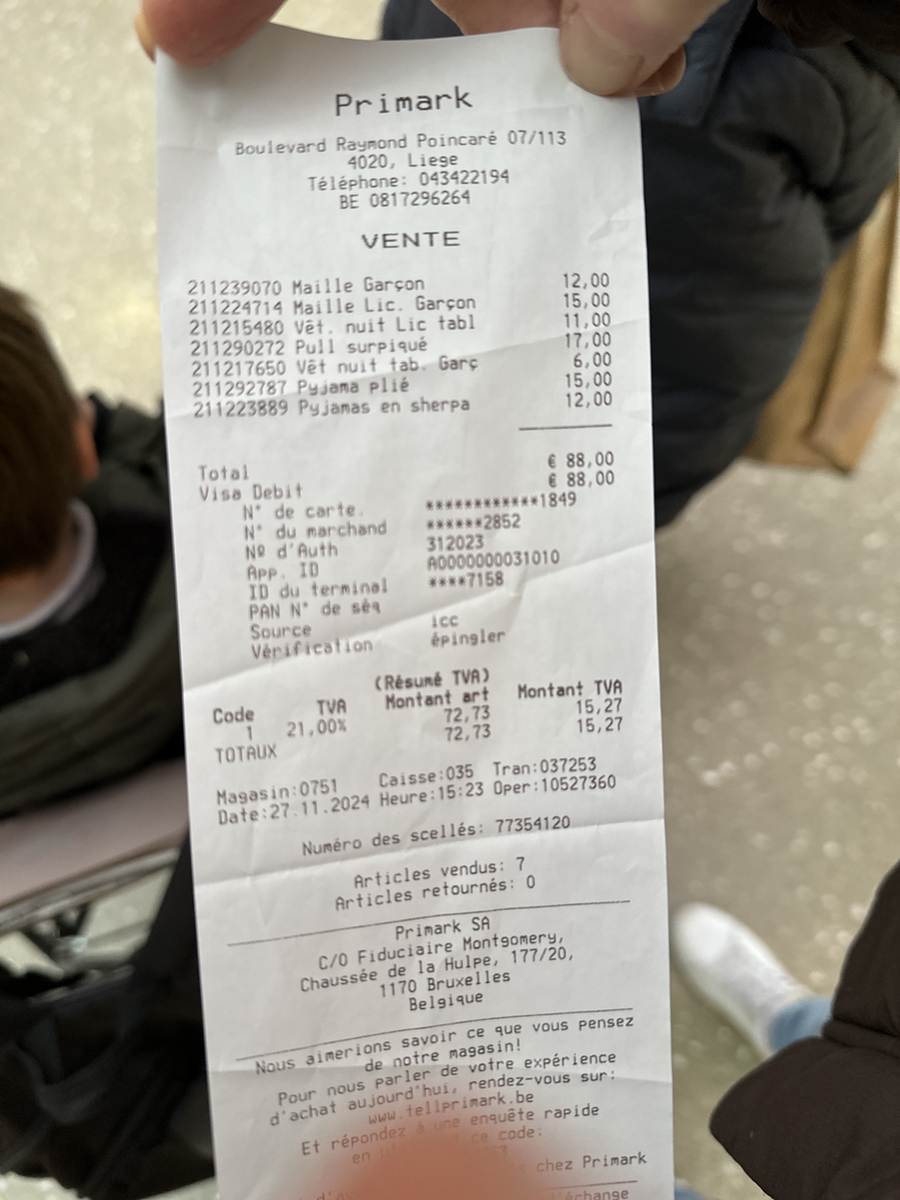 Primark
Boulevard Raymond Poincaré 07/113
4020, Liege
Téléphone: 043422194
BE 0817296264
VENTE
211239070 Maille Garçon 12,00
211224714 Maille Lic. Garçon 15,00
211215480 Vêt. nuit Lic tabl 11,00
211290272 Pull surpiqué 17,00
211217650 Vêt nuit tab. Garç 6,00
211292787 Pyjama plié 15,00
211223889 Pyjamas en sherpa 12,00
Total € 88,00
Visa Debit € 88,00
N° de carte. ************1849
N° du marchand ******2852
Nº d'Auth 312023
App. ID A0000000031010
ID du terminal ****7158
PAN N° de séq
Source icc
Vérification épingler
(Résumé TVA)
Code TVA Montant art Montant TVA
1 21,00% 72,73 15,27
TOTAUX 72,73 15,27
Magasin:0751 Caisse:035 Tran:037253
Date:27.11.2024 Heure:15:23 Oper:10527360
Numéro des scellés: 77354120
Articles vendus: 7
Articles retournés: 0
Primark SA
C/O Fiduciaire Montgomery,
Chaussée de la Hulpe, 177/20,
1170 Bruxelles
Belgique
Nous aimerions savoir ce que vous pensez
de notre magasin!
Pour nous parler de votre expérience
d'achat aujourd'hui, rendez-vous sur:
www.tellprimark.be
Et répondez à une enquête rapide
en ce code:
chez Primark
l'échange